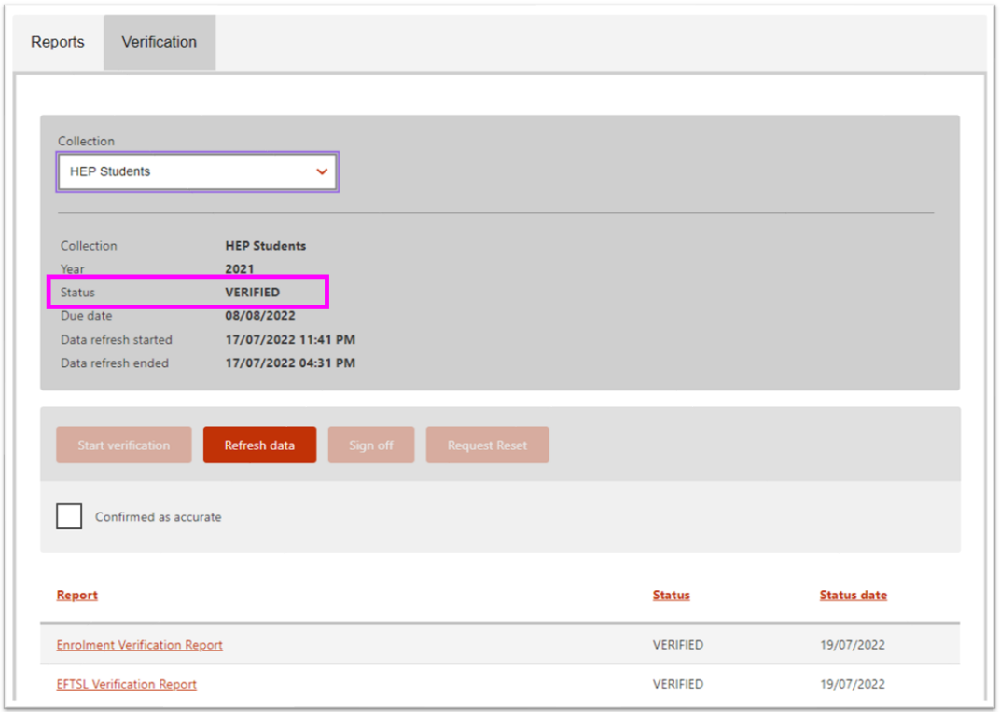 Reports Verification
Collection
HEP Students
Collection HEP Students
Year 2021
Status VERIFIED
Due date 08/08/2022
Data refresh started 17/07/2022 11:41 PM
Data refresh ended 17/07/2022 04:31 PM
Start verification Refresh data Sign off Request Reset
Confirmed as accurate
Report Status Status date
Enrolment Verification Report VERIFIED 19/07/2022
EFTSL Verification Report VERIFIED 19/07/2022